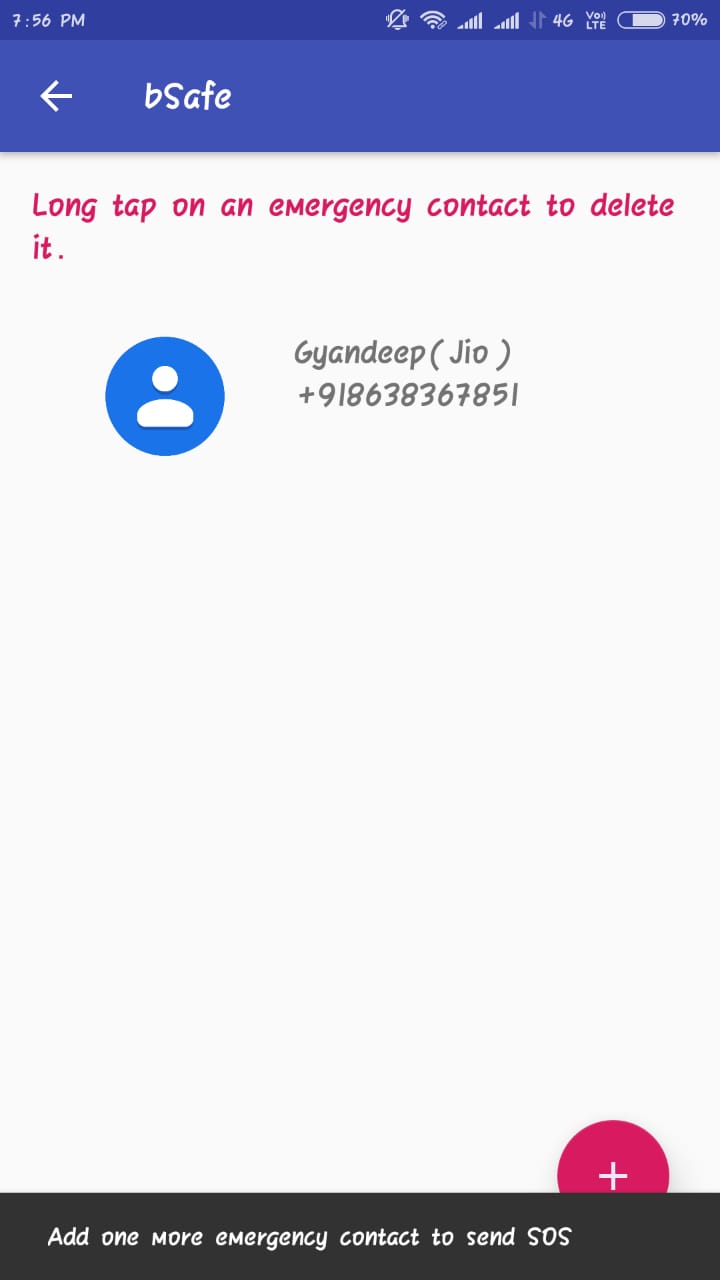 7:56 PM 4G Vo)) LTE 70%
bSafe
Long tap on an emergency contact to delete
it.
Gyandeep( Jio )
+918638367851
Add one more emergency contact to send SOS